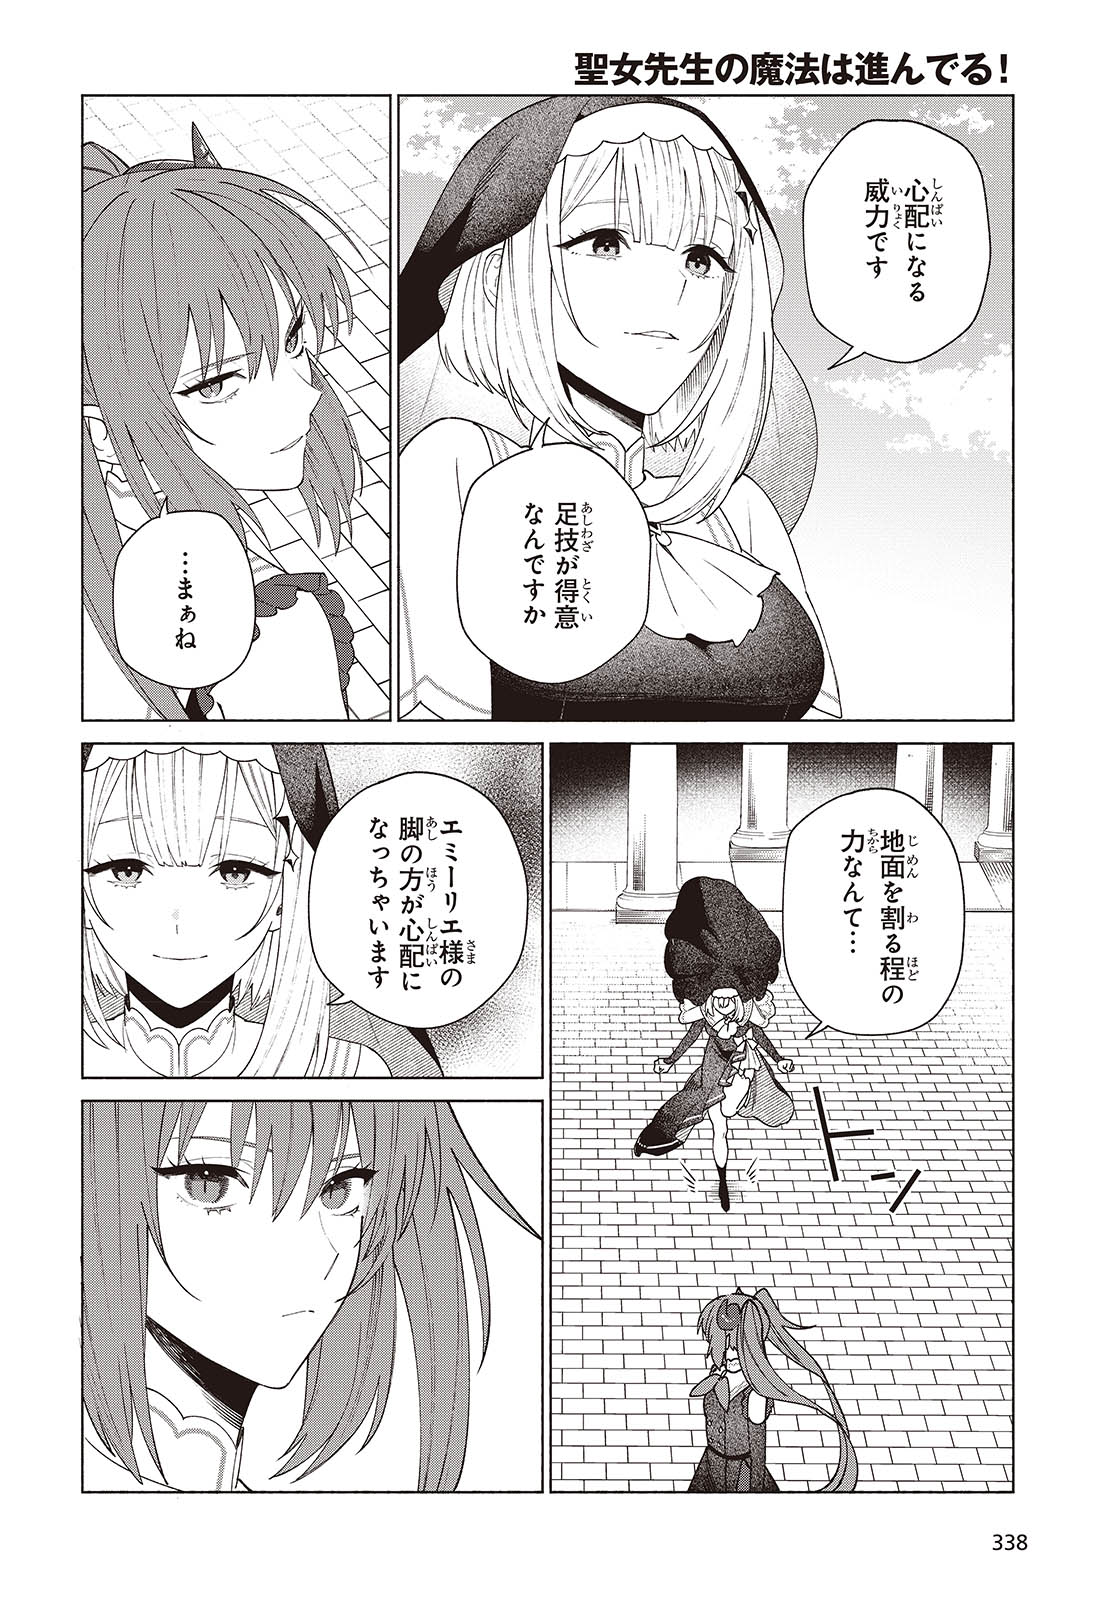 聖女先生の魔法は進んでる！
心配になる
威力です
足技が得意
なんですか
…まぁね
地面を割る程の
力なんて…
トーンッ
エミーリエ様の
脚の方が心配に
なっちゃいます
338